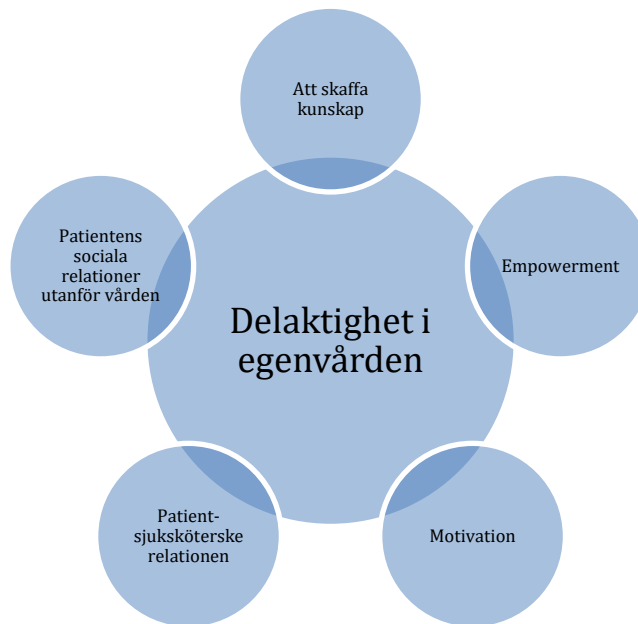 Att skaffa
kunskap
Empowerment
Motivation
Patient-
sjuksköterske
relationen
Patientens
sociala
relationer
utanför vården
Delaktighet i
egenvården